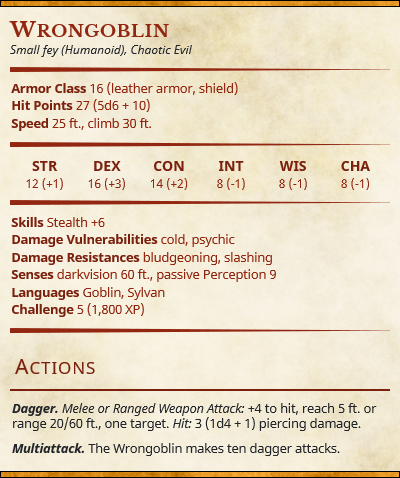 Wrongoblin
Small fey (Humanoid), Chaotic Evil
Armor Class 16 (leather armor, shield)
Hit Points 27 (5d6 + 10)
Speed 25 ft., climb 30 ft.
STR DEX CON INT WIS CHA
12 (+1) 16 (+3) 14 (+2) 8 (-1) 8 (-1) 8 (-1)
Skills Stealth +6
Damage Vulnerabilities cold, psychic
Damage Resistances bludgeoning, slashing
Senses darkvision 60 ft., passive Perception 9
Languages Goblin, Sylvan
Challenge 5 (1,800 XP)
Actions
Dagger. Melee or Ranged Weapon Attack: +4 to hit, reach 5 ft. or
range 20/60 ft., one target. Hit: 3 (1d4 + 1) piercing damage.
Multiattack. The Wrongoblin makes ten dagger attacks.